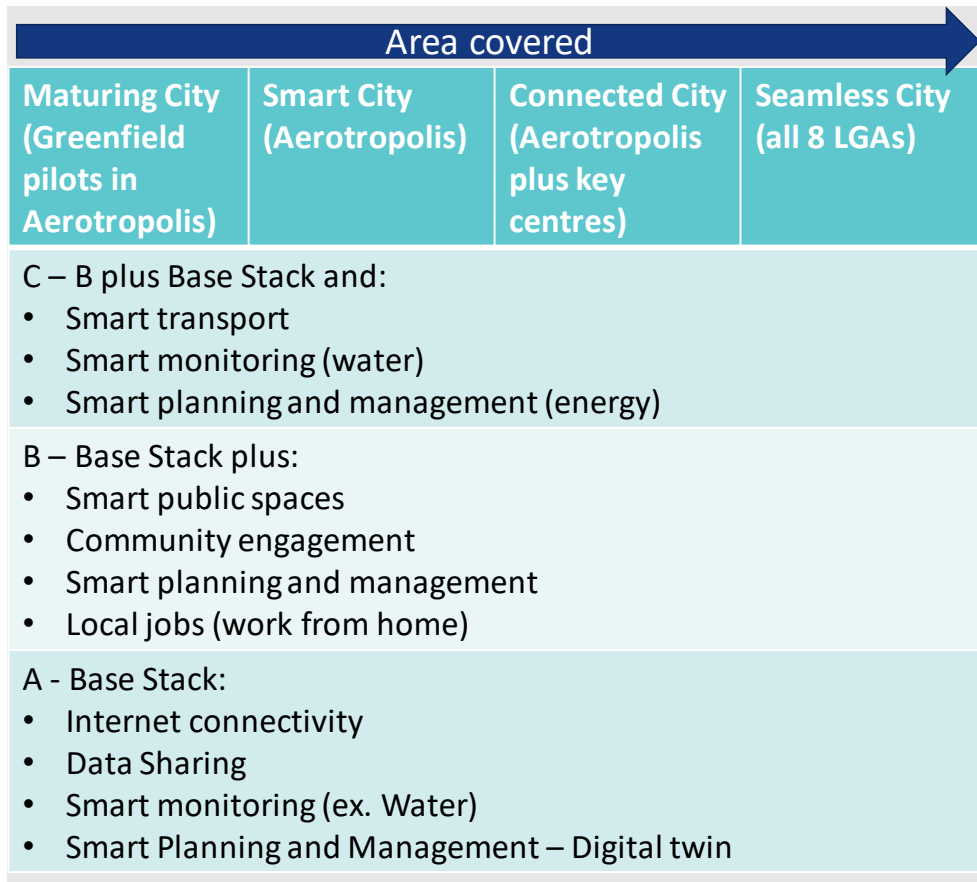 Area covered
Maturing City
(Greenfield
pilots in
Aerotropolis)
Smart City
(Aerotropolis)
Connected City
(Aerotropolis
plus key
centres)
Seamless City
(all 8 LGAs)
C – B plus Base Stack and:
• Smart transport
• Smart monitoring (water)
• Smart planning and management (energy)
B – Base Stack plus:
• Smart public spaces
• Community engagement
• Smart planning and management
• Local jobs (work from home)
A - Base Stack:
• Internet connectivity
• Data Sharing
• Smart monitoring (ex. Water)
• Smart Planning and Management – Digital twin